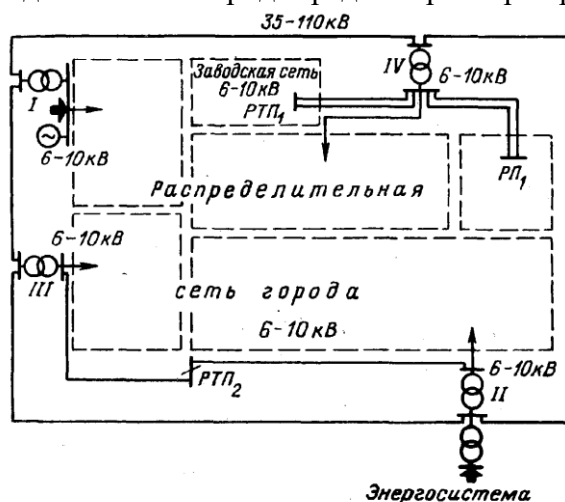 35-110кВ
Заводская сеть
6-10кВ
РТП1
IV
6-10кВ
I
6-10кВ
РП1
Распределительная
6-10кВ
III
сеть города
6-10кВ
РТП2
6-10кВ
II
Энергосистема